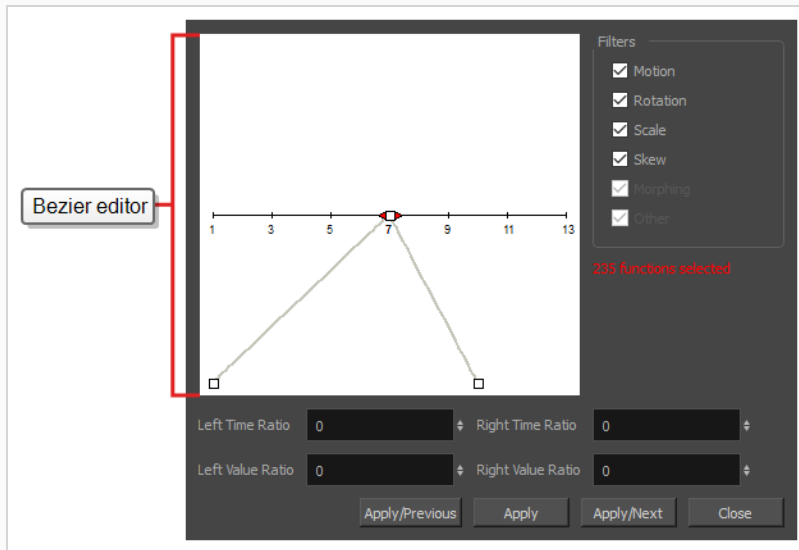 Filters
Motion
Rotation
Scale
Skew
Morphing
Other
Bezier editor
1 3 5 7 9 11 13
235 functions selected
Left Time Ratio 0 Right Time Ratio 0
Left Value Ratio 0 Right Value Ratio 0
Apply/Previous Apply Apply/Next Close